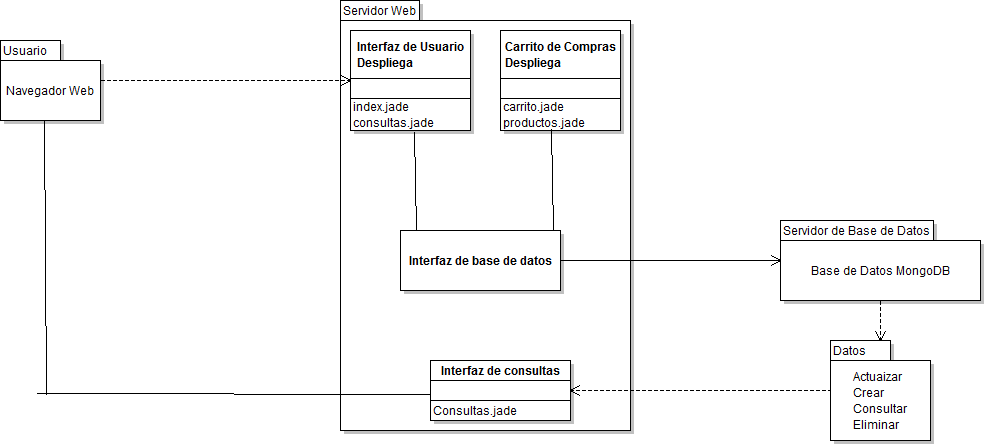 Servidor Web
Usuario
Navegador Web
Interfaz de Usuario
Despliega
index.jade
consultas.jade
Carrito de Compras
Despliega
carrito.jade
productos.jade
Interfaz de base de datos
Servidor de Base de Datos
Base de Datos MongoDB
Datos
Actuaizar
Crear
Consultar
Eliminar
Interfaz de consultas
Consultas.jade